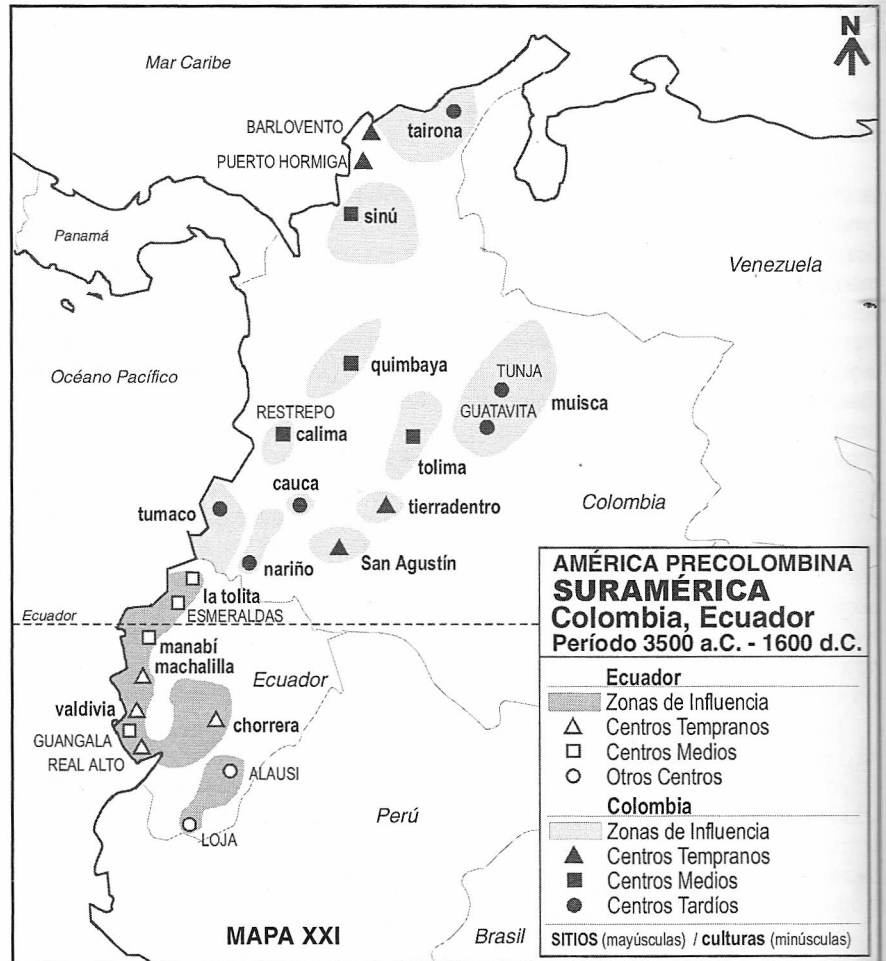 N
Mar Caribe
BARLOVENTO
tairona
PUERTO HORMIGA
sinú
Panamá
Venezuela
Océano Pacífico
quimbaya
TUNJA
GUATAVITA
muisca
RESTREPO
calima
tolima
cauca
tierradentro
Colombia
tumaco
nariño
San Agustín
la tolita
ESMERALDAS
Ecuador
manabí
machalilla
Ecuador
valdivia
chorrera
GUANGALA
REAL ALTO
ALAUSI
Perú
LOJA
MAPA XXI
Brasil
AMÉRICA PRECOLOMBINA
SURAMÉRICA
Colombia, Ecuador
Período 3500 a.C. - 1600 d.C.
Ecuador
Zonas de Influencia
Centros Tempranos
Centros Medios
Otros Centros
Colombia
Zonas de Influencia
Centros Tempranos
Centros Medios
Centros Tardíos
SITIOS (mayúsculas) / culturas (minúsculas)